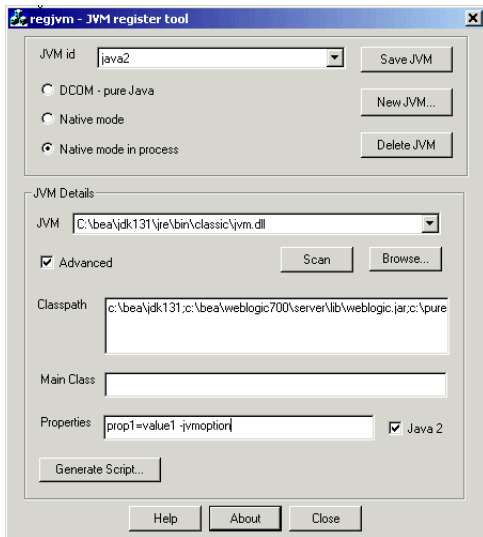 regjvm - JVM register tool
JVM id java2 Save JVM
DCOM - pure Java
New JVM...
Native mode
Native mode in process Delete JVM
JVM Details
JVM C:\bea\jdk131\jre\bin\classic\jvm.dll
Advanced Scan Browse...
Classpath c:\bea\jdk131;c:\bea\weblogic700\server\lib\weblogic.jar;c:\pure
Main Class
Properties prop1=value1 -jvmoption Java 2
Generate Script...
Help About Close